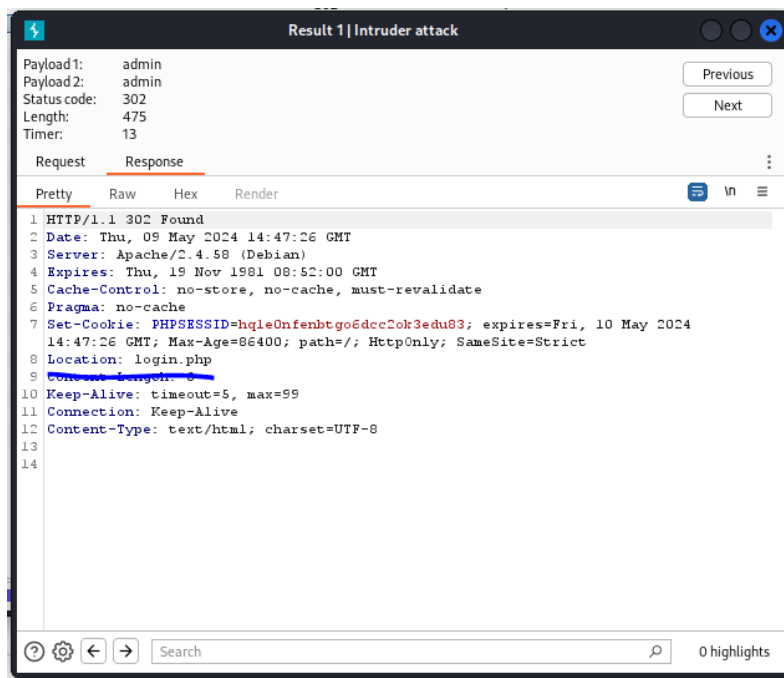 Result 1 | Intruder attack
Payload 1: admin
Payload 2: admin
Status code: 302
Length: 475
Timer: 13
Previous
Next
Request Response
Pretty Raw Hex Render
\n
1 HTTP/1.1 302 Found
2 Date: Thu, 09 May 2024 14:47:26 GMT
3 Server: Apache/2.4.58 (Debian)
4 Expires: Thu, 19 Nov 1981 08:52:00 GMT
5 Cache-Control: no-store, no-cache, must-revalidate
6 Pragma: no-cache
7 Set-Cookie: PHPSESSID=hqle0nfenbtgo6dcc2ok3edu83; expires=Fri, 10 May 2024
14:47:26 GMT; Max-Age=86400; path=/; HttpOnly; SameSite=Strict
8 Location: login.php
9 Content-Length: 0
10 Keep-Alive: timeout=5, max=99
11 Connection: Keep-Alive
12 Content-Type: text/html; charset=UTF-8
13
14
Search
0 highlights